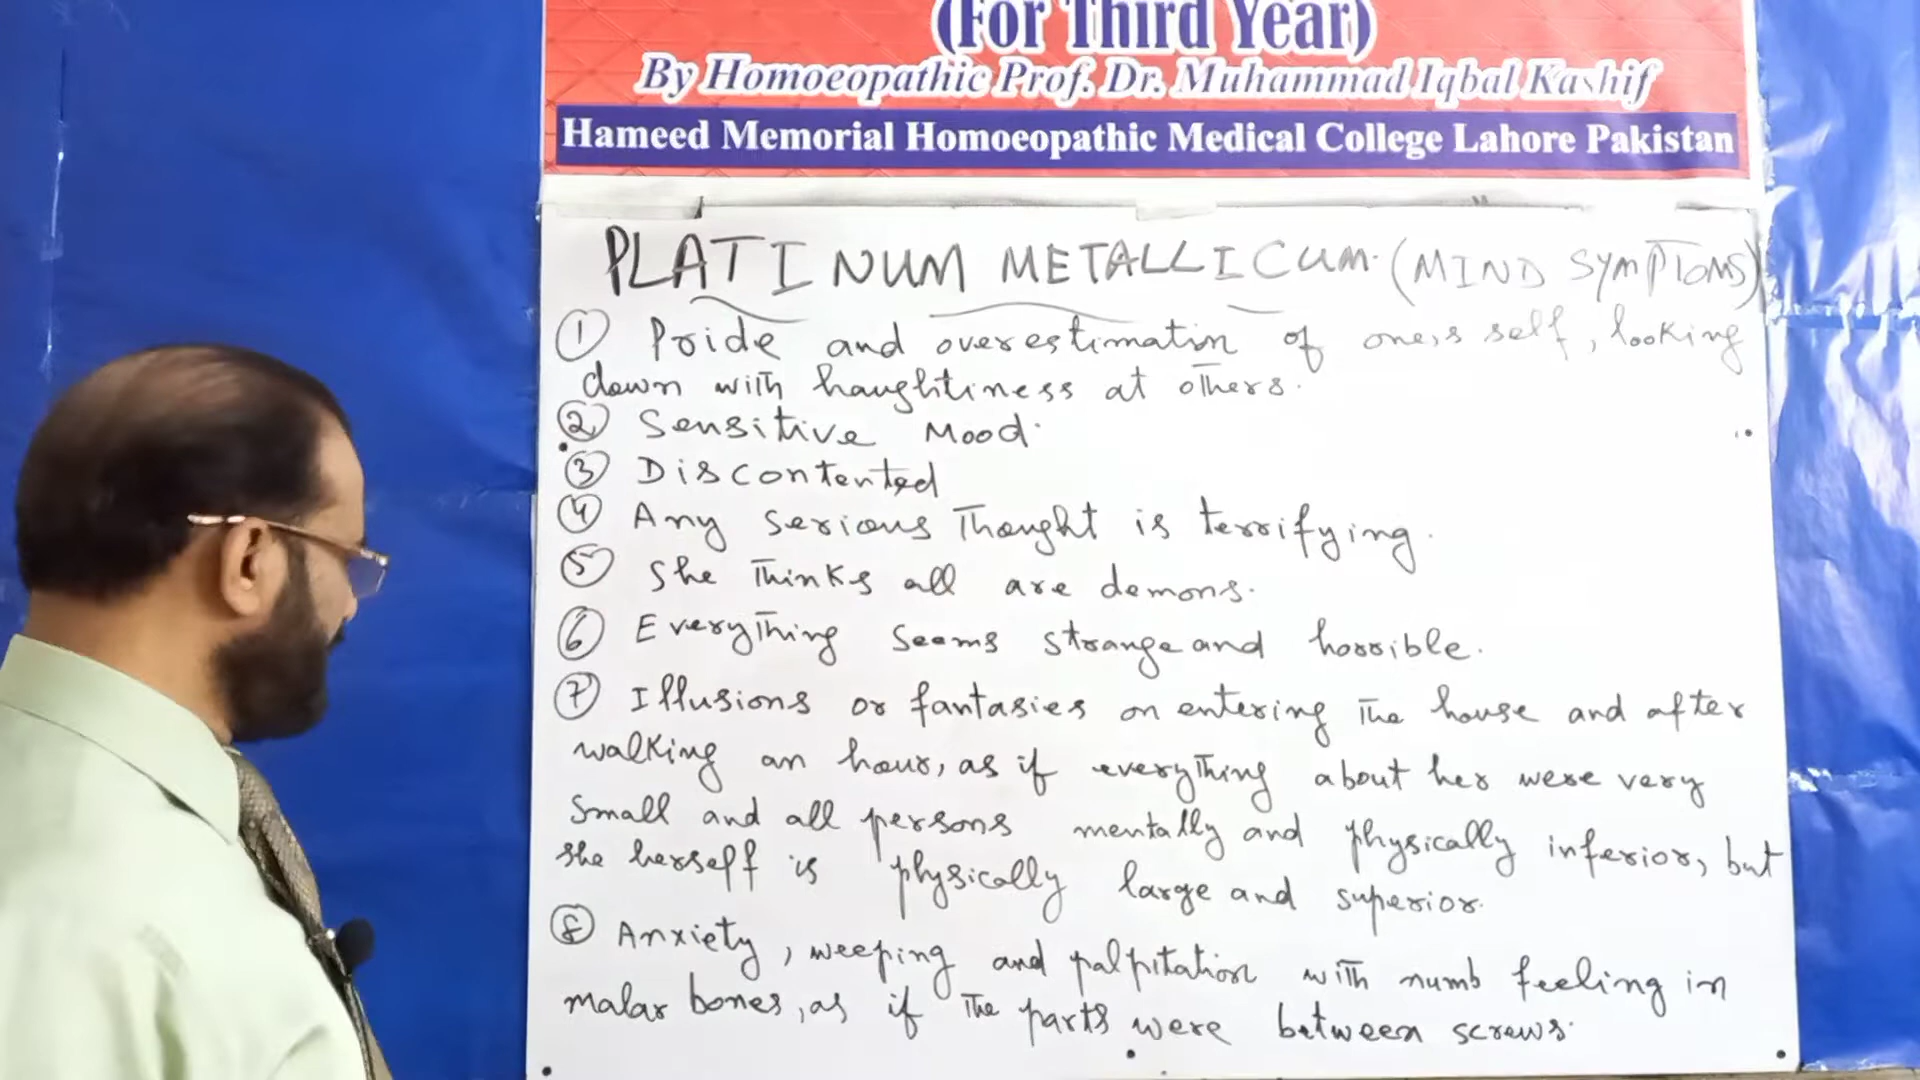 (For Third Year)
By Homoeopathic Prof. Dr. Muhammad Iqbal Kashif
Hameed Memorial Homoeopathic Medical College Lahore Pakistan
PLATINUM METALLICUM. (MIND SYMPTOMS)
① Pride and overestimation of one,s self, looking
down with haughtiness at others.
② Sensitive Mood.
③ Discontented
④ Any serious Thought is terrifying.
⑤ She Thinks all are demons.
⑥ Everything seems strange and horrible.
⑦ Illusions or fantasies on entering The house and after
walking an hour, as if everything about her were very
small and all persons mentally and physically inferior, but
she herself is physically large and superior.
⑧ Anxiety, weeping and palpitation with numb feeling in
malar bones, as if The parts were between screws.